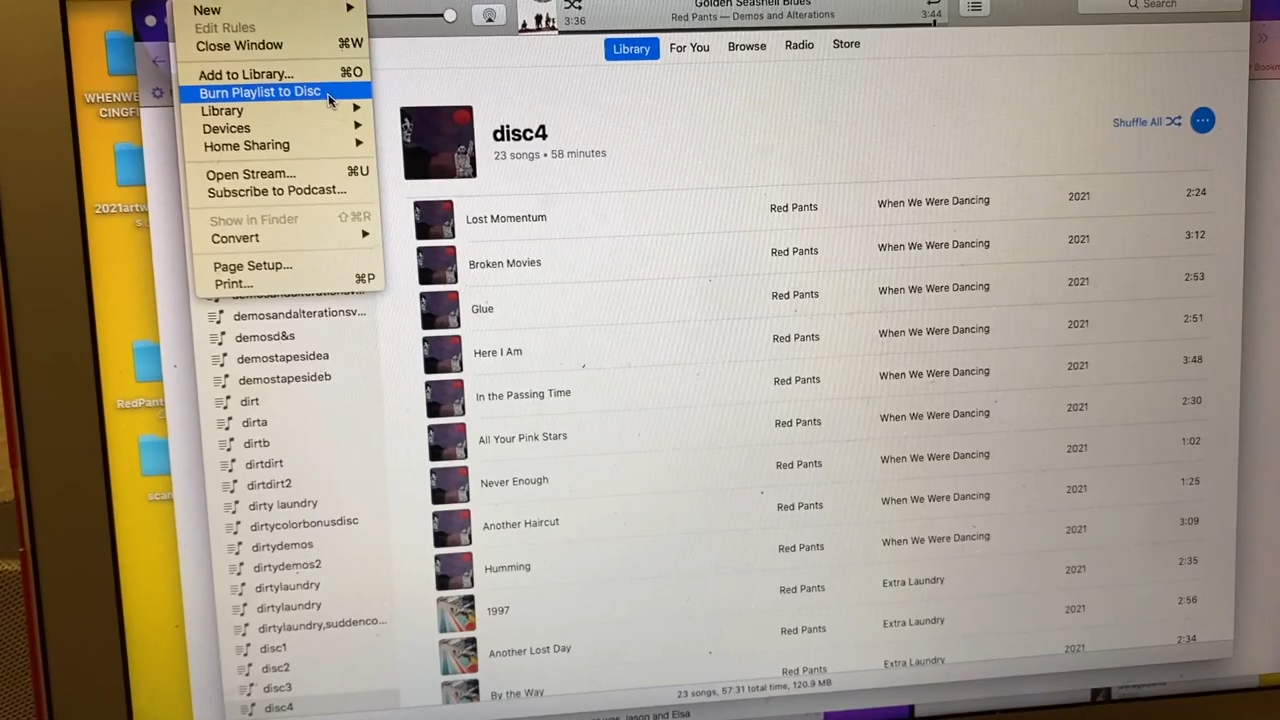 New
Edit Rules
Close Window ⌘W
Add to Library... ⌘O
Burn Playlist to Disc
Library
Devices
Home Sharing
Open Stream... ⌘U
Subscribe to Podcast...
Show in Finder ⇧⌘R
Convert
Page Setup...
Print... ⌘P
WHENWE
CINGFI
2021artw
RedPant
scan
3:36
Golden Seashell Blues
Red Pants — Demos and Alterations
3:44
Search
Library For You Browse Radio Store
disc4
23 songs • 58 minutes
Shuffle All
Lost Momentum Red Pants When We Were Dancing 2021 2:24
Broken Movies Red Pants When We Were Dancing 2021 3:12
Glue Red Pants When We Were Dancing 2021 2:53
Here I Am Red Pants When We Were Dancing 2021 2:51
In the Passing Time Red Pants When We Were Dancing 2021 3:48
All Your Pink Stars Red Pants When We Were Dancing 2021 2:30
Never Enough Red Pants When We Were Dancing 2021 1:02
Another Haircut Red Pants When We Were Dancing 2021 1:25
Humming Red Pants When We Were Dancing 2021 3:09
1997 Red Pants Extra Laundry 2021 2:35
Another Lost Day Red Pants Extra Laundry 2021 2:56
By the Way Red Pants Extra Laundry 2021 2:34
demosandalterationsv...
demosd&s
demostapesidea
demostapesideb
dirt
dirta
dirtb
dirtdirt
dirtdirt2
dirty laundry
dirtycolorbonusdisc
dirtydemos
dirtydemos2
dirtylaundry
dirtylaundry
dirtylaundry,suddenco...
disc1
disc2
disc3
disc4
23 songs, 57:31 total time, 120.9 MB
Jason and Elsa